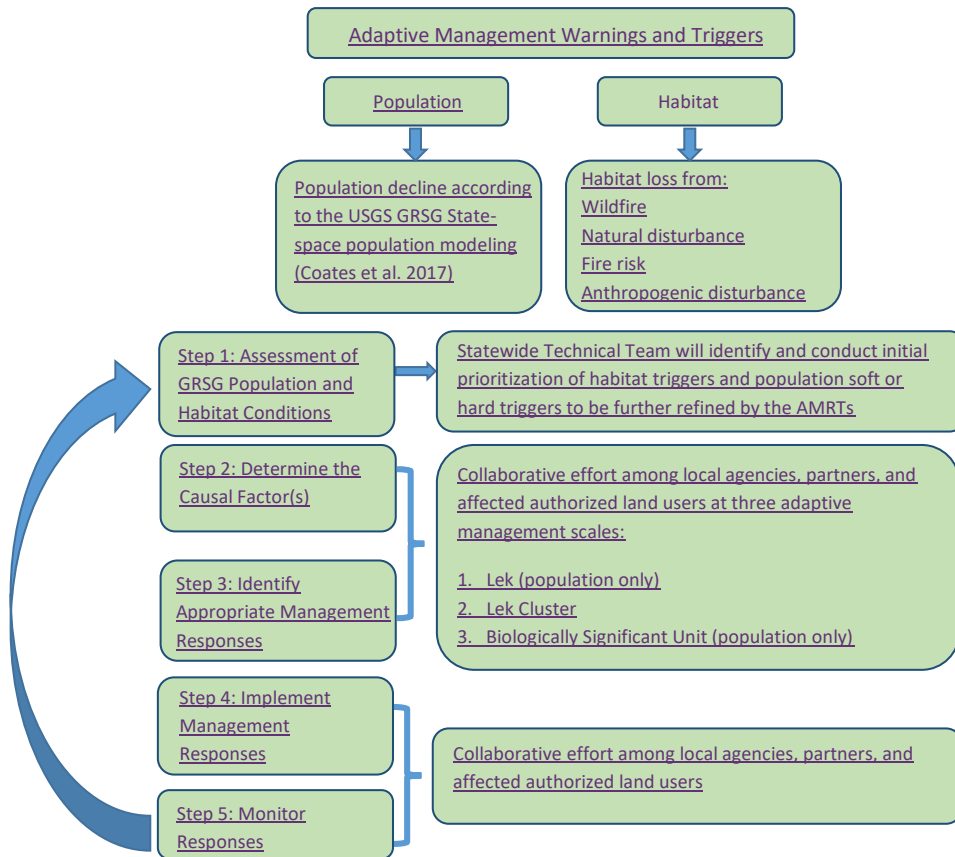 Adaptive Management Warnings and Triggers
Population
Habitat
Population decline according
to the USGS GRSG State-
space population modeling
(Coates et al. 2017)
Habitat loss from:
Wildfire
Natural disturbance
Fire risk
Anthropogenic disturbance
Step 1: Assessment of
GRSG Population and
Habitat Conditions
Statewide Technical Team will identify and conduct initial
prioritization of habitat triggers and population soft or
hard triggers to be further refined by the AMRTs
Step 2: Determine the
Causal Factor(s)
Step 3: Identify
Appropriate Management
Responses
Collaborative effort among local agencies, partners, and
affected authorized land users at three adaptive
management scales:
1. Lek (population only)
2. Lek Cluster
3. Biologically Significant Unit (population only)
Step 4: Implement
Management
Responses
Step 5: Monitor
Responses
Collaborative effort among local agencies, partners, and
affected authorized land users